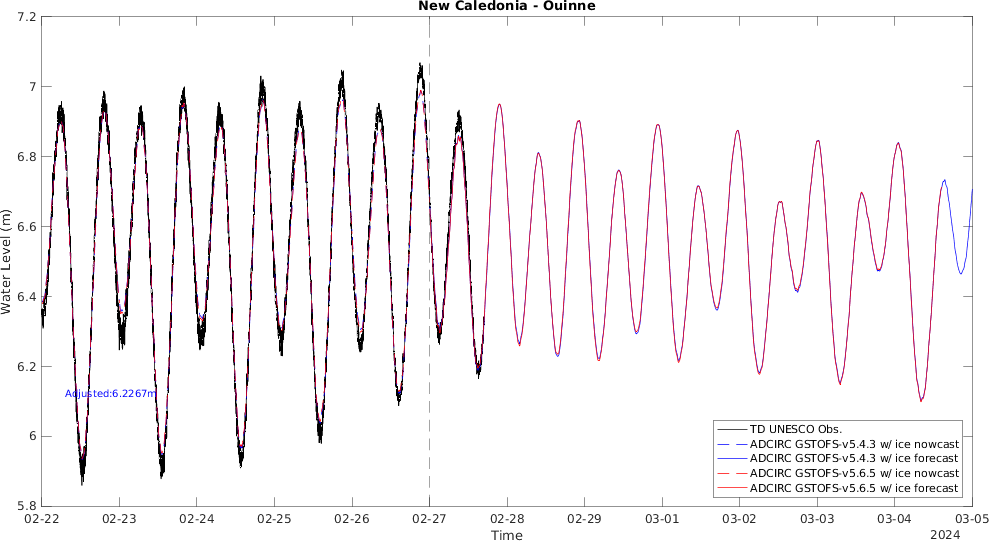 New Caledonia - Ouinne
7.2
7
6.8
6.6
6.4
6.2
6
5.8
Water Level (m)
Adjusted:6.2267m
TD UNESCO Obs.
ADCIRC GSTOFS-v5.4.3 w/ ice nowcast
ADCIRC GSTOFS-v5.4.3 w/ ice forecast
ADCIRC GSTOFS-v5.6.5 w/ ice nowcast
ADCIRC GSTOFS-v5.6.5 w/ ice forecast
02-22 02-23 02-24 02-25 02-26 02-27 02-28 02-29 03-01 03-02 03-03 03-04 03-05
Time
2024